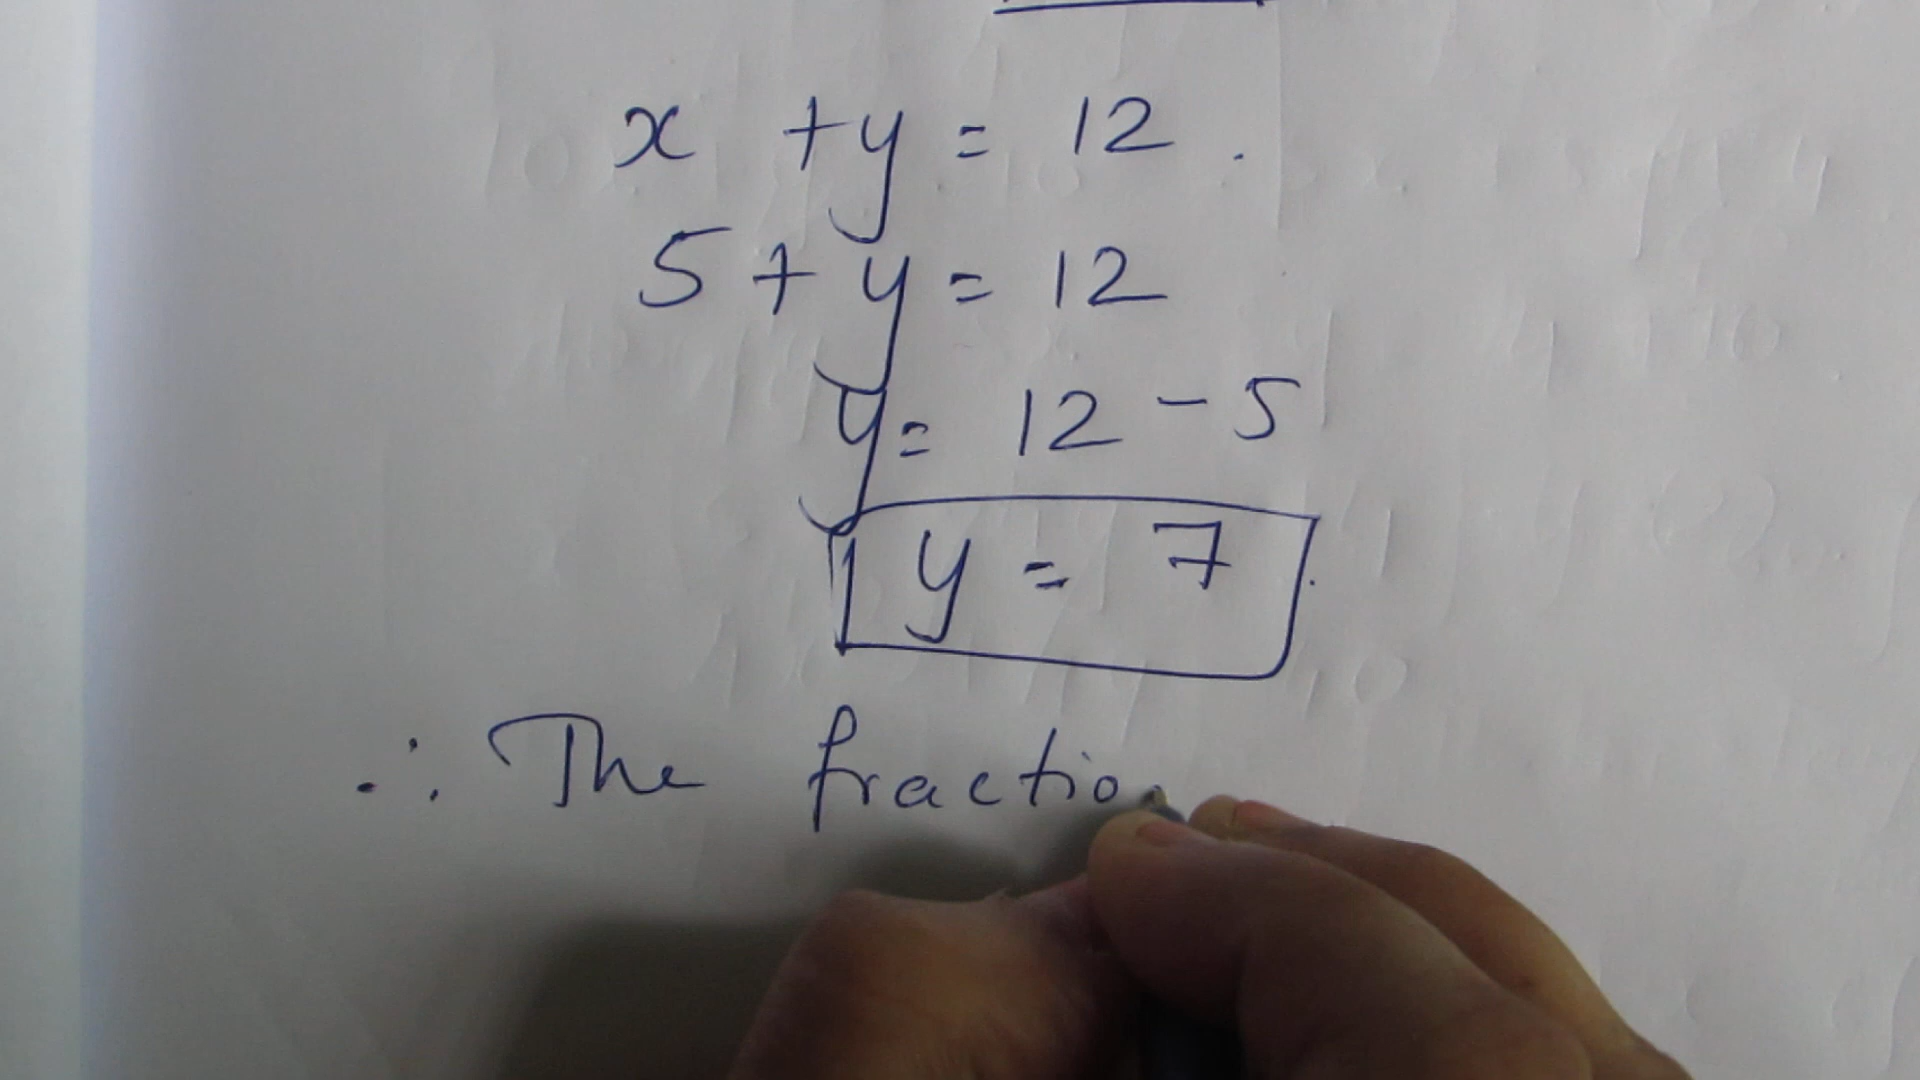 x + y = 12 .
5 + y = 12
y = 12 - 5
y = 7
∴ The fractio